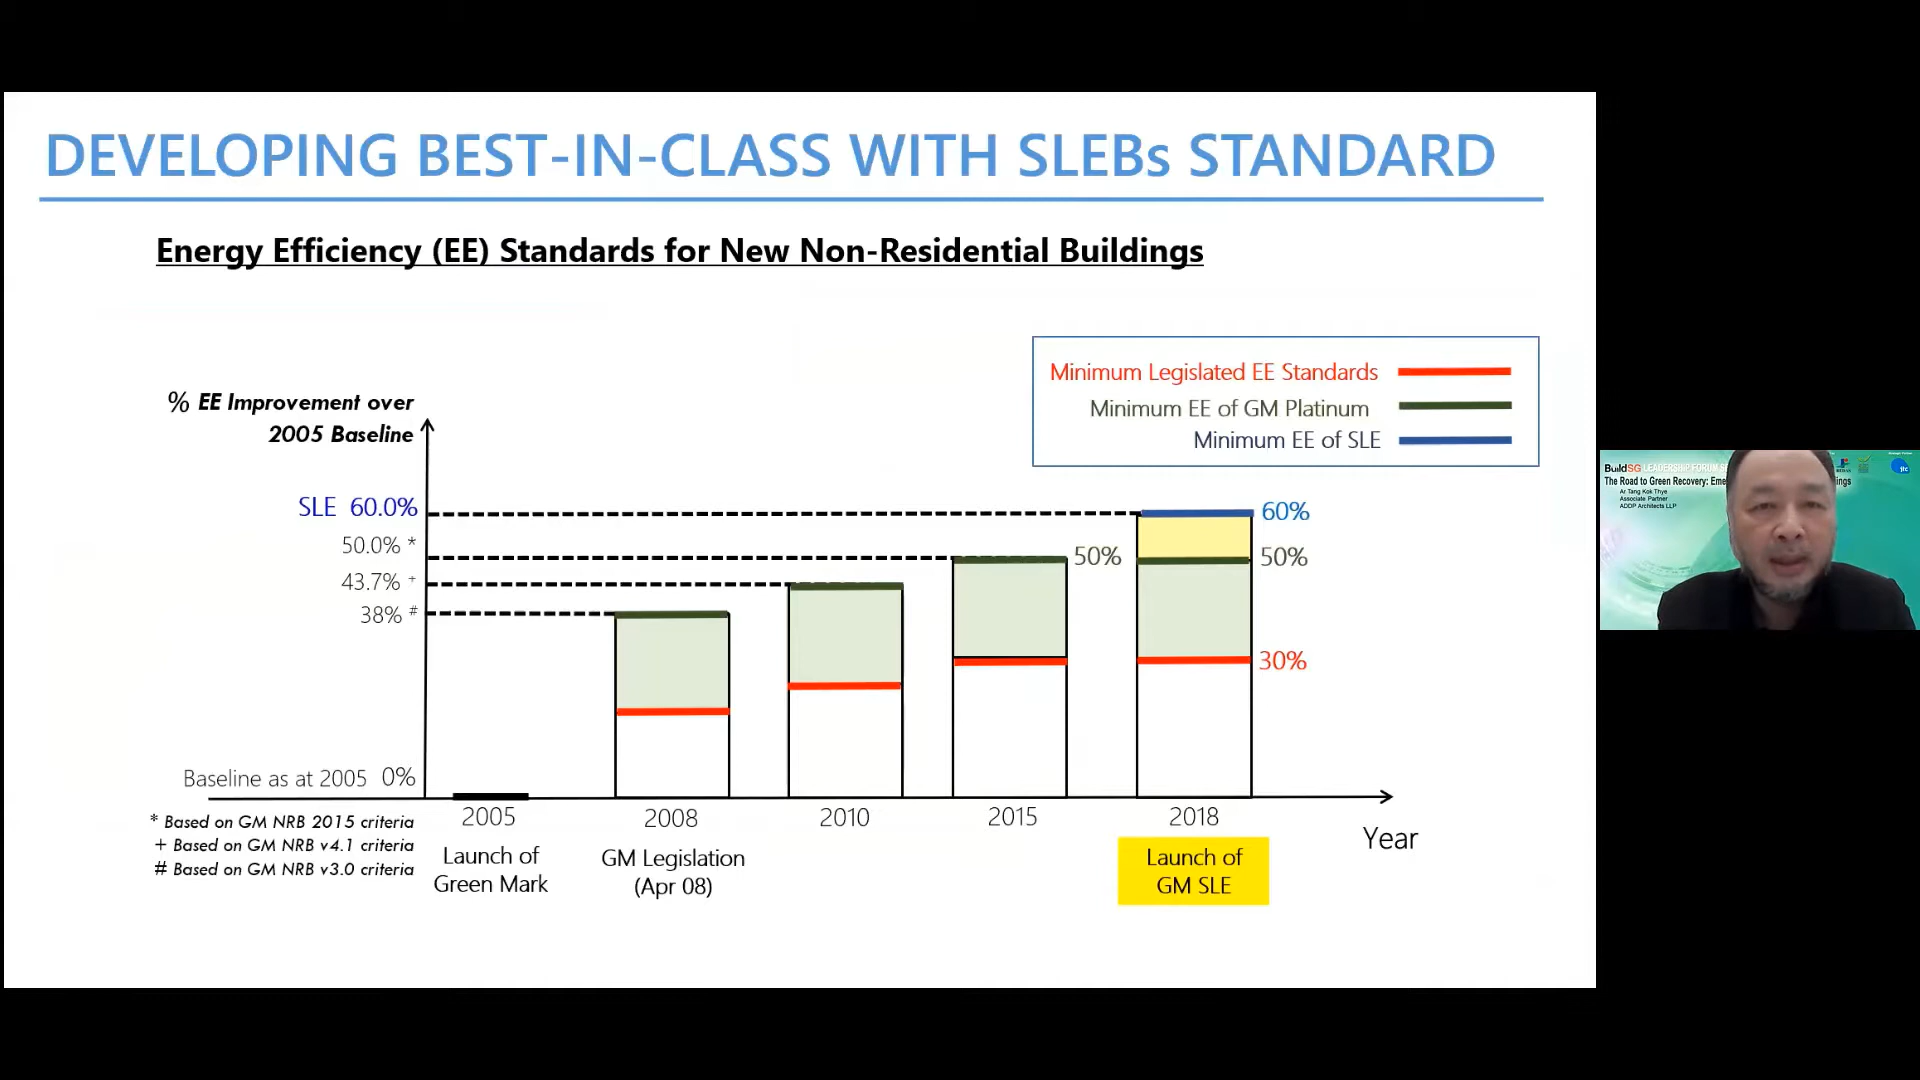 DEVELOPING BEST-IN-CLASS WITH SLEBs STANDARD
Energy Efficiency (EE) Standards for New Non-Residential Buildings
Minimum Legislated EE Standards
Minimum EE of GM Platinum
Minimum EE of SLE
% EE Improvement over
2005 Baseline
SLE 60.0%
50.0% *
43.7% +
38% #
Baseline as at 2005 0%
60%
50%
50%
30%
2005
2008
2010
2015
2018
Year
Launch of
Green Mark
GM Legislation
(Apr 08)
Launch of
GM SLE
* Based on GM NRB 2015 criteria
+ Based on GM NRB v4.1 criteria
# Based on GM NRB v3.0 criteria
BuildSG LEADERSHIP FORUM
The Road to Green Recovery:
Ar Tang Kok Thye
Associate Partner
ADDP Architects LLP